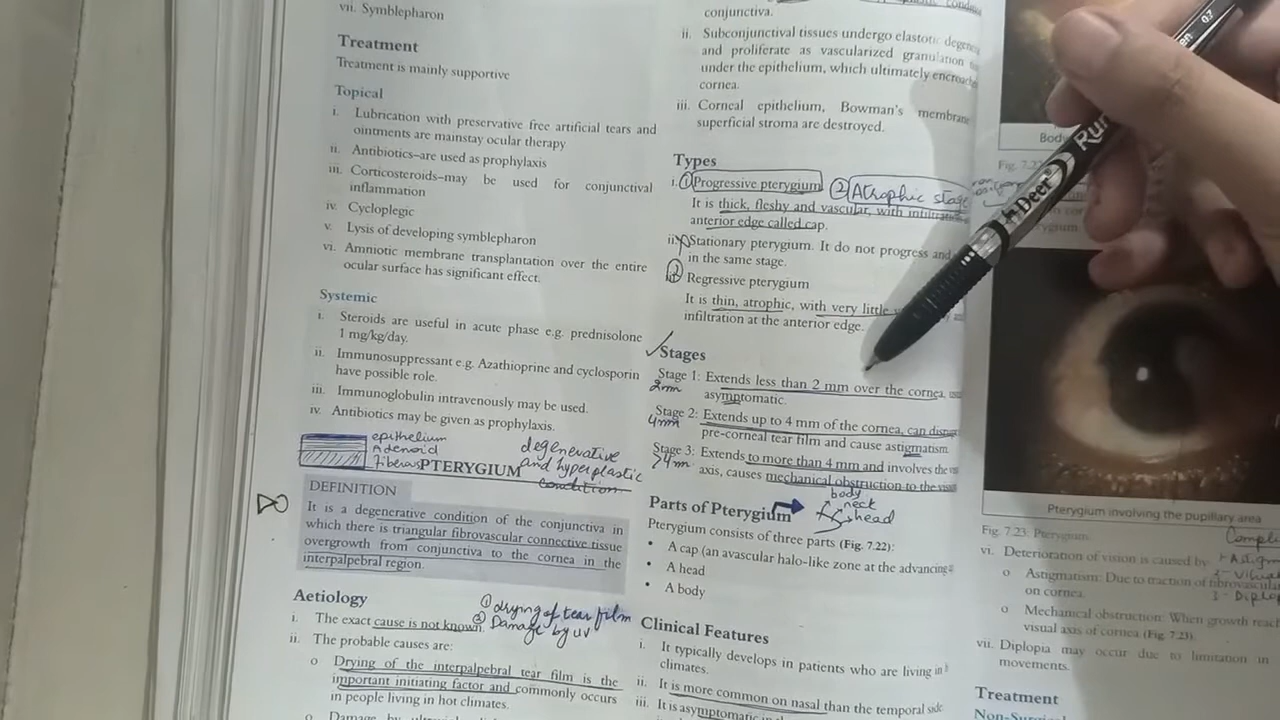 vii. Symblepharon
Treatment
Treatment is mainly supportive
Topical
i. Lubrication with preservative free artificial tears and
ointments are mainstay ocular therapy
ii. Antibiotics–are used as prophylaxis
iii. Corticosteroids–may be used for conjunctival
inflammation
iv. Cycloplegic
v. Lysis of developing symblepharon
vi. Amniotic membrane transplantation over the entire
ocular surface has significant effect.
Systemic
i. Steroids are useful in acute phase e.g. prednisolone
1 mg/kg/day.
ii. Immunosuppressant e.g. Azathioprine and cyclosporin
have possible role.
iii. Immunoglobulin intravenously may be used.
iv. Antibiotics may be given as prophylaxis.
epithelium
Adenoid
Fiberous
degenerative
and hyperplastic
condition
PTERYGIUM
DEFINITION
It is a degenerative condition of the conjunctiva in
which there is triangular fibrovascular connective tissue
overgrowth from conjunctiva to the cornea in the
interpalpebral region.
Aetiology
① drying of tear film
② Damage by uv
i. The exact cause is not known.
ii. The probable causes are:
o Drying of the interpalpebral tear film is the
important initiating factor and commonly occurs
in people living in hot climates.
conjunctiva.
ii. Subconjunctival tissues undergo elastotic
and proliferate as vascularized granulation
under the epithelium, which ultimately
cornea.
iii. Corneal epithelium, Bowman's membrane
superficial stroma are destroyed.
Types
i. ① Progressive pterygium ② Atrophic stage
It is thick, fleshy and vascular, with
anterior edge called cap.
ii. Stationary pterygium. It do not progress and
in the same stage.
② Regressive pterygium
It is thin, atrophic, with very little
infiltration at the anterior edge.
Stages
Stage 1: Extends less than 2 mm over the cornea,
2mm asymptomatic.
Stage 2: Extends up to 4 mm of the cornea, can
4mm pre-corneal tear film and cause astigmatism
Stage 3: Extends to more than 4 mm and involves the
>4m axis, causes mechanical obstruction to the
Parts of Pterygium
body
neck
head
Pterygium consists of three parts (Fig. 7.22):
• A cap (an avascular halo-like zone at the advancing
• A head
• A body
Clinical Features
i. It typically develops in patients who are living in
climates.
ii. It is more common on nasal than the temporal side
iii. It is asymptomatic in
Deer
0.7
Pterygium involving the pupillary area
Fig. 7.23: Pterygium.
vi. Deterioration of vision is caused by:
o Astigmatism: Due to traction of
on cornea.
o Mechanical obstruction: When growth
visual axis of cornea (Fig. 7.23).
vii. Diplopia may occur due to limitation in
movements.
Treatment